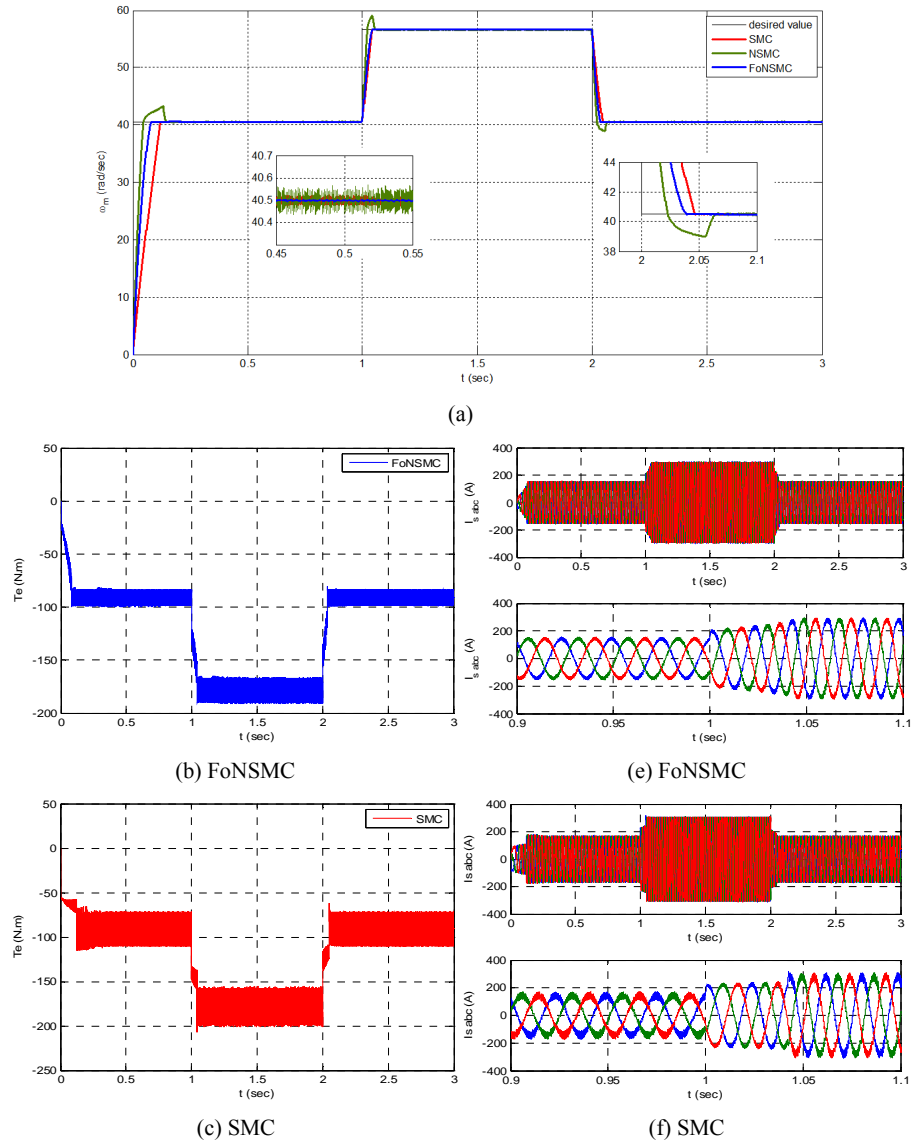 60
50
40
30
20
10
0
ω_m (rad/sec)
desired value
SMC
NSMC
FoNSMC
40.7
40.6
40.5
40.4
0.45 0.5 0.55
44
42
40
38
2 2.05 2.1
0 0.5 1 1.5 2 2.5 3
t (sec)
(a)
50
0
-50
-100
-150
-200
Te (N.m)
FoNSMC
0 0.5 1 1.5 2 2.5 3
t (sec)
(b) FoNSMC
400
200
0
-200
-400
I_s abc (A)
0 0.5 1 1.5 2 2.5 3
t (sec)
400
200
0
-200
-400
I_s abc (A)
0.9 0.95 1 1.05 1.1
t (sec)
(e) FoNSMC
50
0
-50
-100
-150
-200
-250
Te (N.m)
SMC
0 0.5 1 1.5 2 2.5 3
t (sec)
(c) SMC
400
200
0
-200
-400
Is abc (A)
0 0.5 1 1.5 2 2.5 3
t (sec)
400
200
0
-200
-400
Is abc (A)
0.9 0.95 1 1.05 1.1
t (sec)
(f) SMC